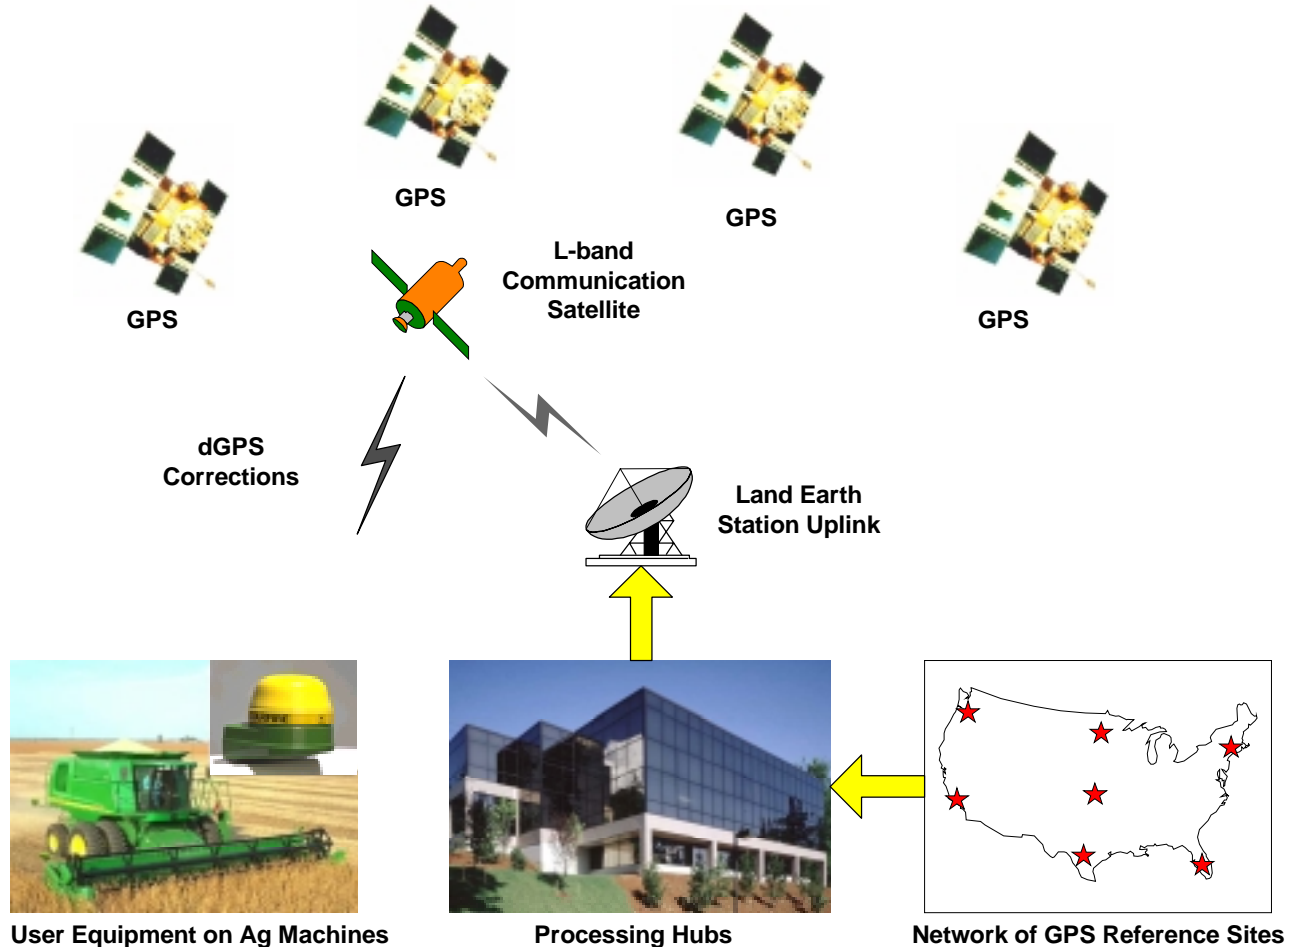 GPS
GPS
L-band
Communication
Satellite
GPS
GPS
dGPS
Corrections
Land Earth
Station Uplink
User Equipment on Ag Machines
Processing Hubs
Network of GPS Reference Sites